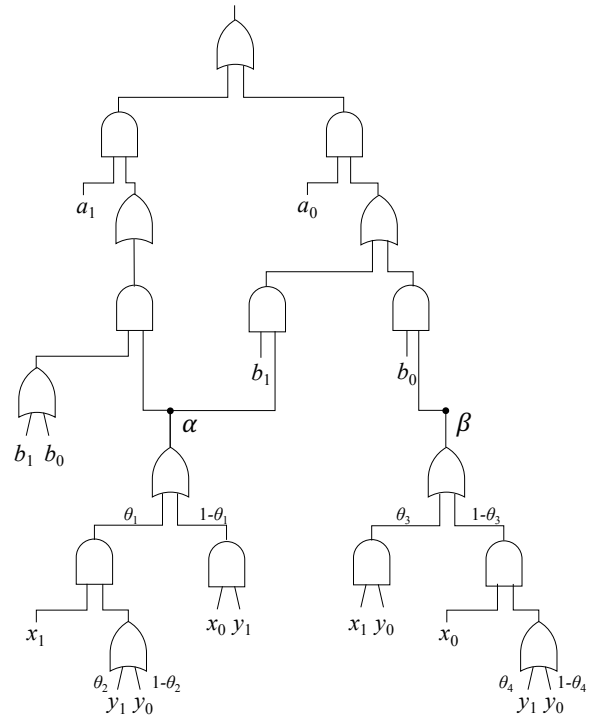 a₁ a₀
b₁ b₀
b₁ b₀
α β
θ₁ 1-θ₁ θ₃ 1-θ₃
x₁ x₀ y₁ x₁ y₀ x₀
θ₂ 1-θ₂ θ₄ 1-θ₄
y₁ y₀ y₁ y₀